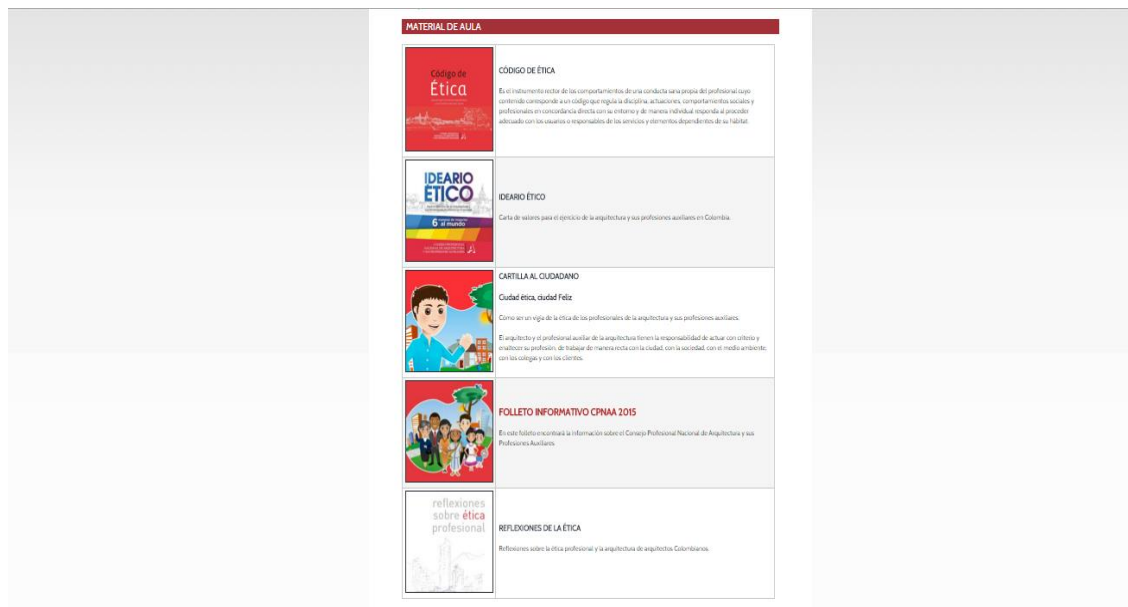 MATERIAL DE AULA
Código de
Ética
CÓDIGO DE ÉTICA
Es el instrumento rector de los comportamientos de una conducta sana propia del profesional cuyo
contenido corresponde a un código que regula la disciplina, actuaciones, comportamientos sociales y
profesionales en concordancia directa con su entorno y de manera individual responda al proceder
adecuado con los usuarios o responsables de los servicios y elementos dependientes de su hábitat.
IDEARIO
ÉTICO
6
al mundo
IDEARIO ÉTICO
Carta de valores para el ejercicio de la arquitectura y sus profesiones auxiliares en Colombia.
CARTILLA AL CIUDADANO
Ciudad ética, ciudad Feliz
Cómo ser un vigía de la ética de los profesionales de la arquitectura y sus profesiones auxiliares.
El arquitecto y el profesional auxiliar de la arquitectura tienen la responsabilidad de actuar con criterio y
enaltecer su profesión, de trabajar de manera recta con la ciudad, con la sociedad, con el medio ambiente,
con los colegas y con los clientes.
FOLLETO INFORMATIVO CPNAA 2015
En este folleto encontrará la información sobre el Consejo Profesional Nacional de Arquitectura y sus
Profesiones Auxiliares
reflexiones
sobre ética
profesional
REFLEXIONES DE LA ÉTICA
Reflexiones sobre la ética profesional y la arquitectura de arquitectos Colombianos.